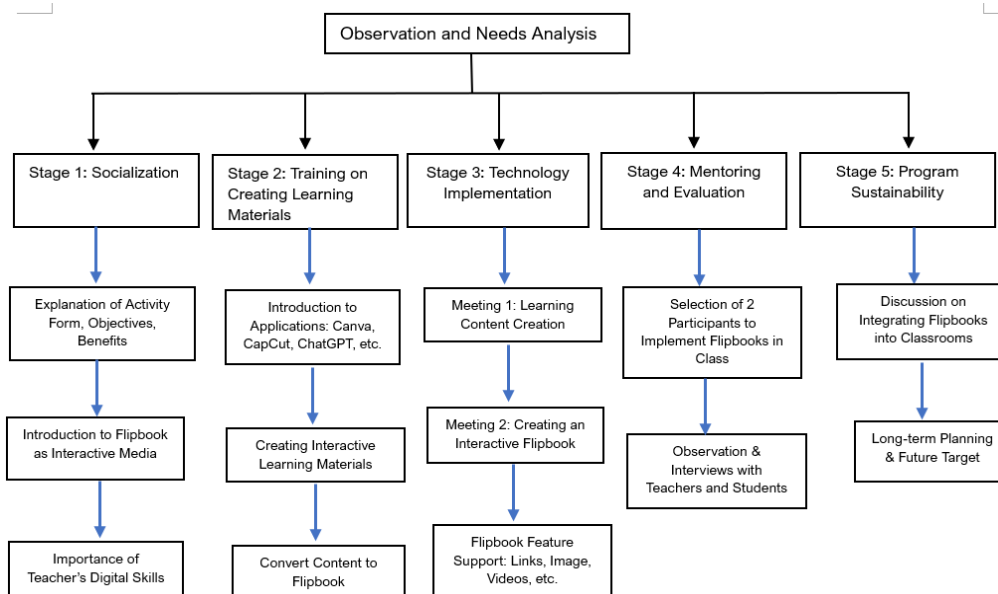 Observation and Needs Analysis
Stage 1: Socialization
Stage 2: Training on
Creating Learning
Materials
Stage 3: Technology
Implementation
Stage 4: Mentoring
and Evaluation
Stage 5: Program
Sustainability
Explanation of Activity
Form, Objectives,
Benefits
Introduction to
Applications: Canva,
CapCut, ChatGPT, etc.
Meeting 1: Learning
Content Creation
Selection of 2
Participants to
Implement Flipbooks in
Class
Discussion on
Integrating Flipbooks
into Classrooms
Introduction to Flipbook
as Interactive Media
Creating Interactive
Learning Materials
Meeting 2: Creating an
Interactive Flipbook
Observation &
Interviews with
Teachers and Students
Long-term Planning
& Future Target
Importance of
Teacher's Digital Skills
Convert Content to
Flipbook
Flipbook Feature
Support: Links, Image,
Videos, etc.